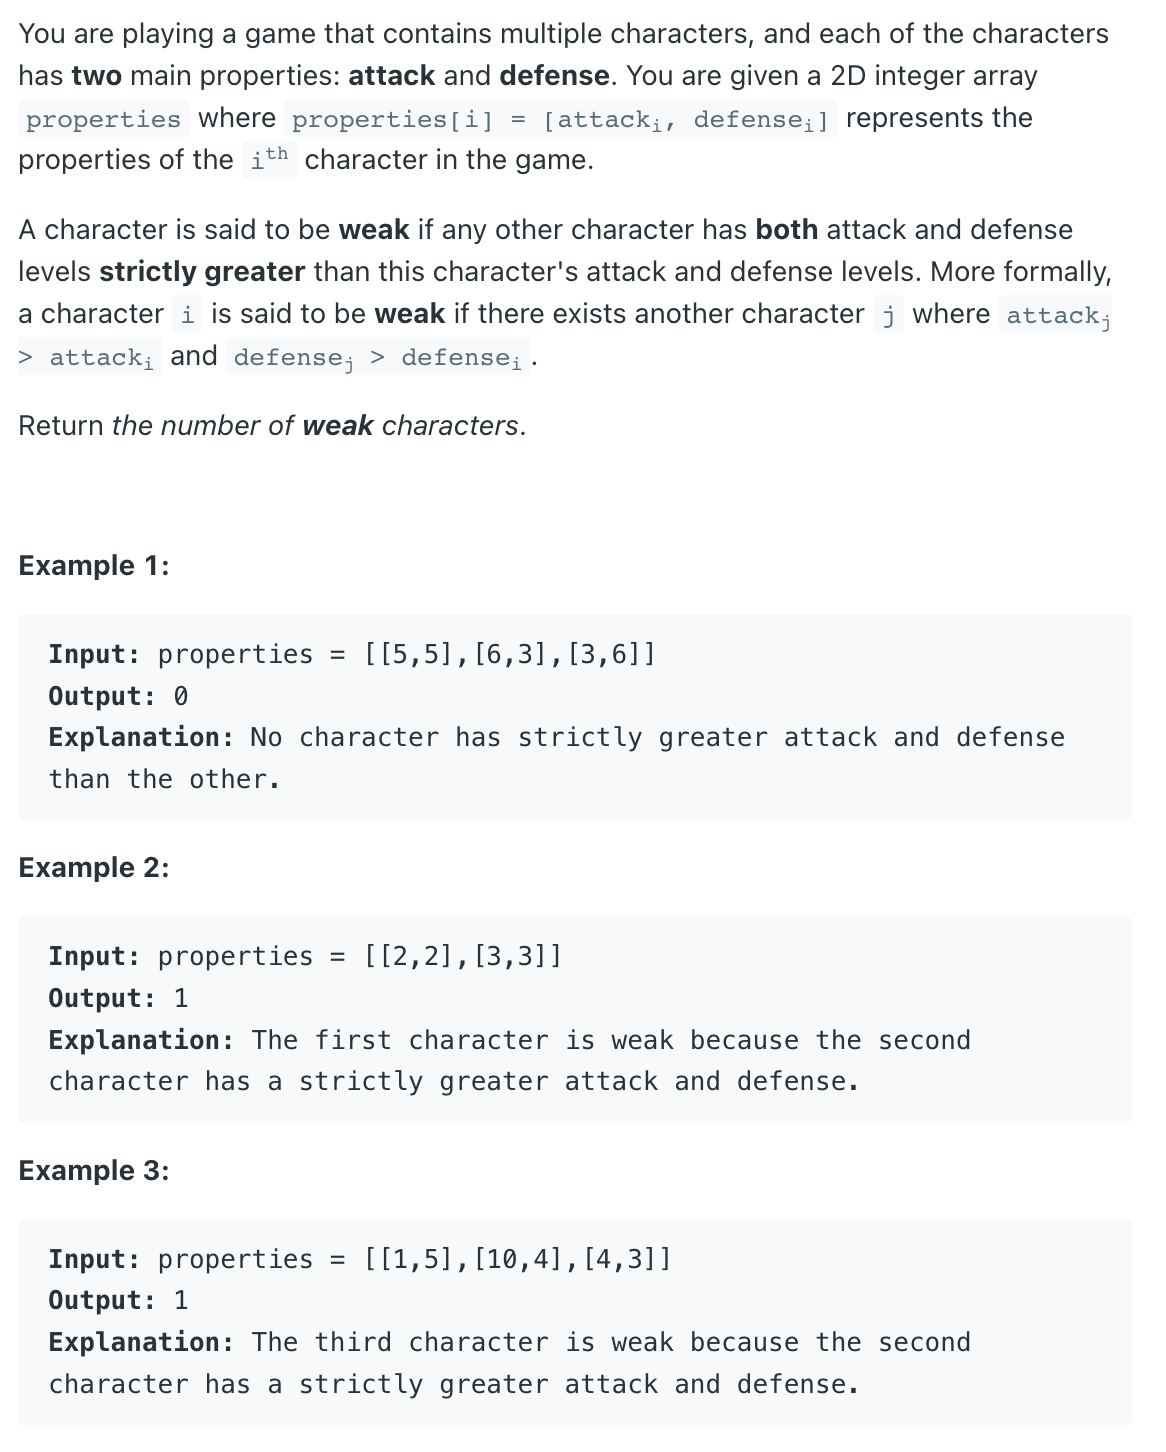 You are playing a game that contains multiple characters, and each of the characters
has two main properties: attack and defense. You are given a 2D integer array
properties where properties[i] = [attackᵢ, defenseᵢ] represents the
properties of the iᵗʰ character in the game.
A character is said to be weak if any other character has both attack and defense
levels strictly greater than this character's attack and defense levels. More formally,
a character i is said to be weak if there exists another character j where attackⱼ
> attackᵢ and defenseⱼ > defenseᵢ.
Return the number of weak characters.
Example 1:
Input: properties = [[5,5],[6,3],[3,6]]
Output: 0
Explanation: No character has strictly greater attack and defense
than the other.
Example 2:
Input: properties = [[2,2],[3,3]]
Output: 1
Explanation: The first character is weak because the second
character has a strictly greater attack and defense.
Example 3:
Input: properties = [[1,5],[10,4],[4,3]]
Output: 1
Explanation: The third character is weak because the second
character has a strictly greater attack and defense.